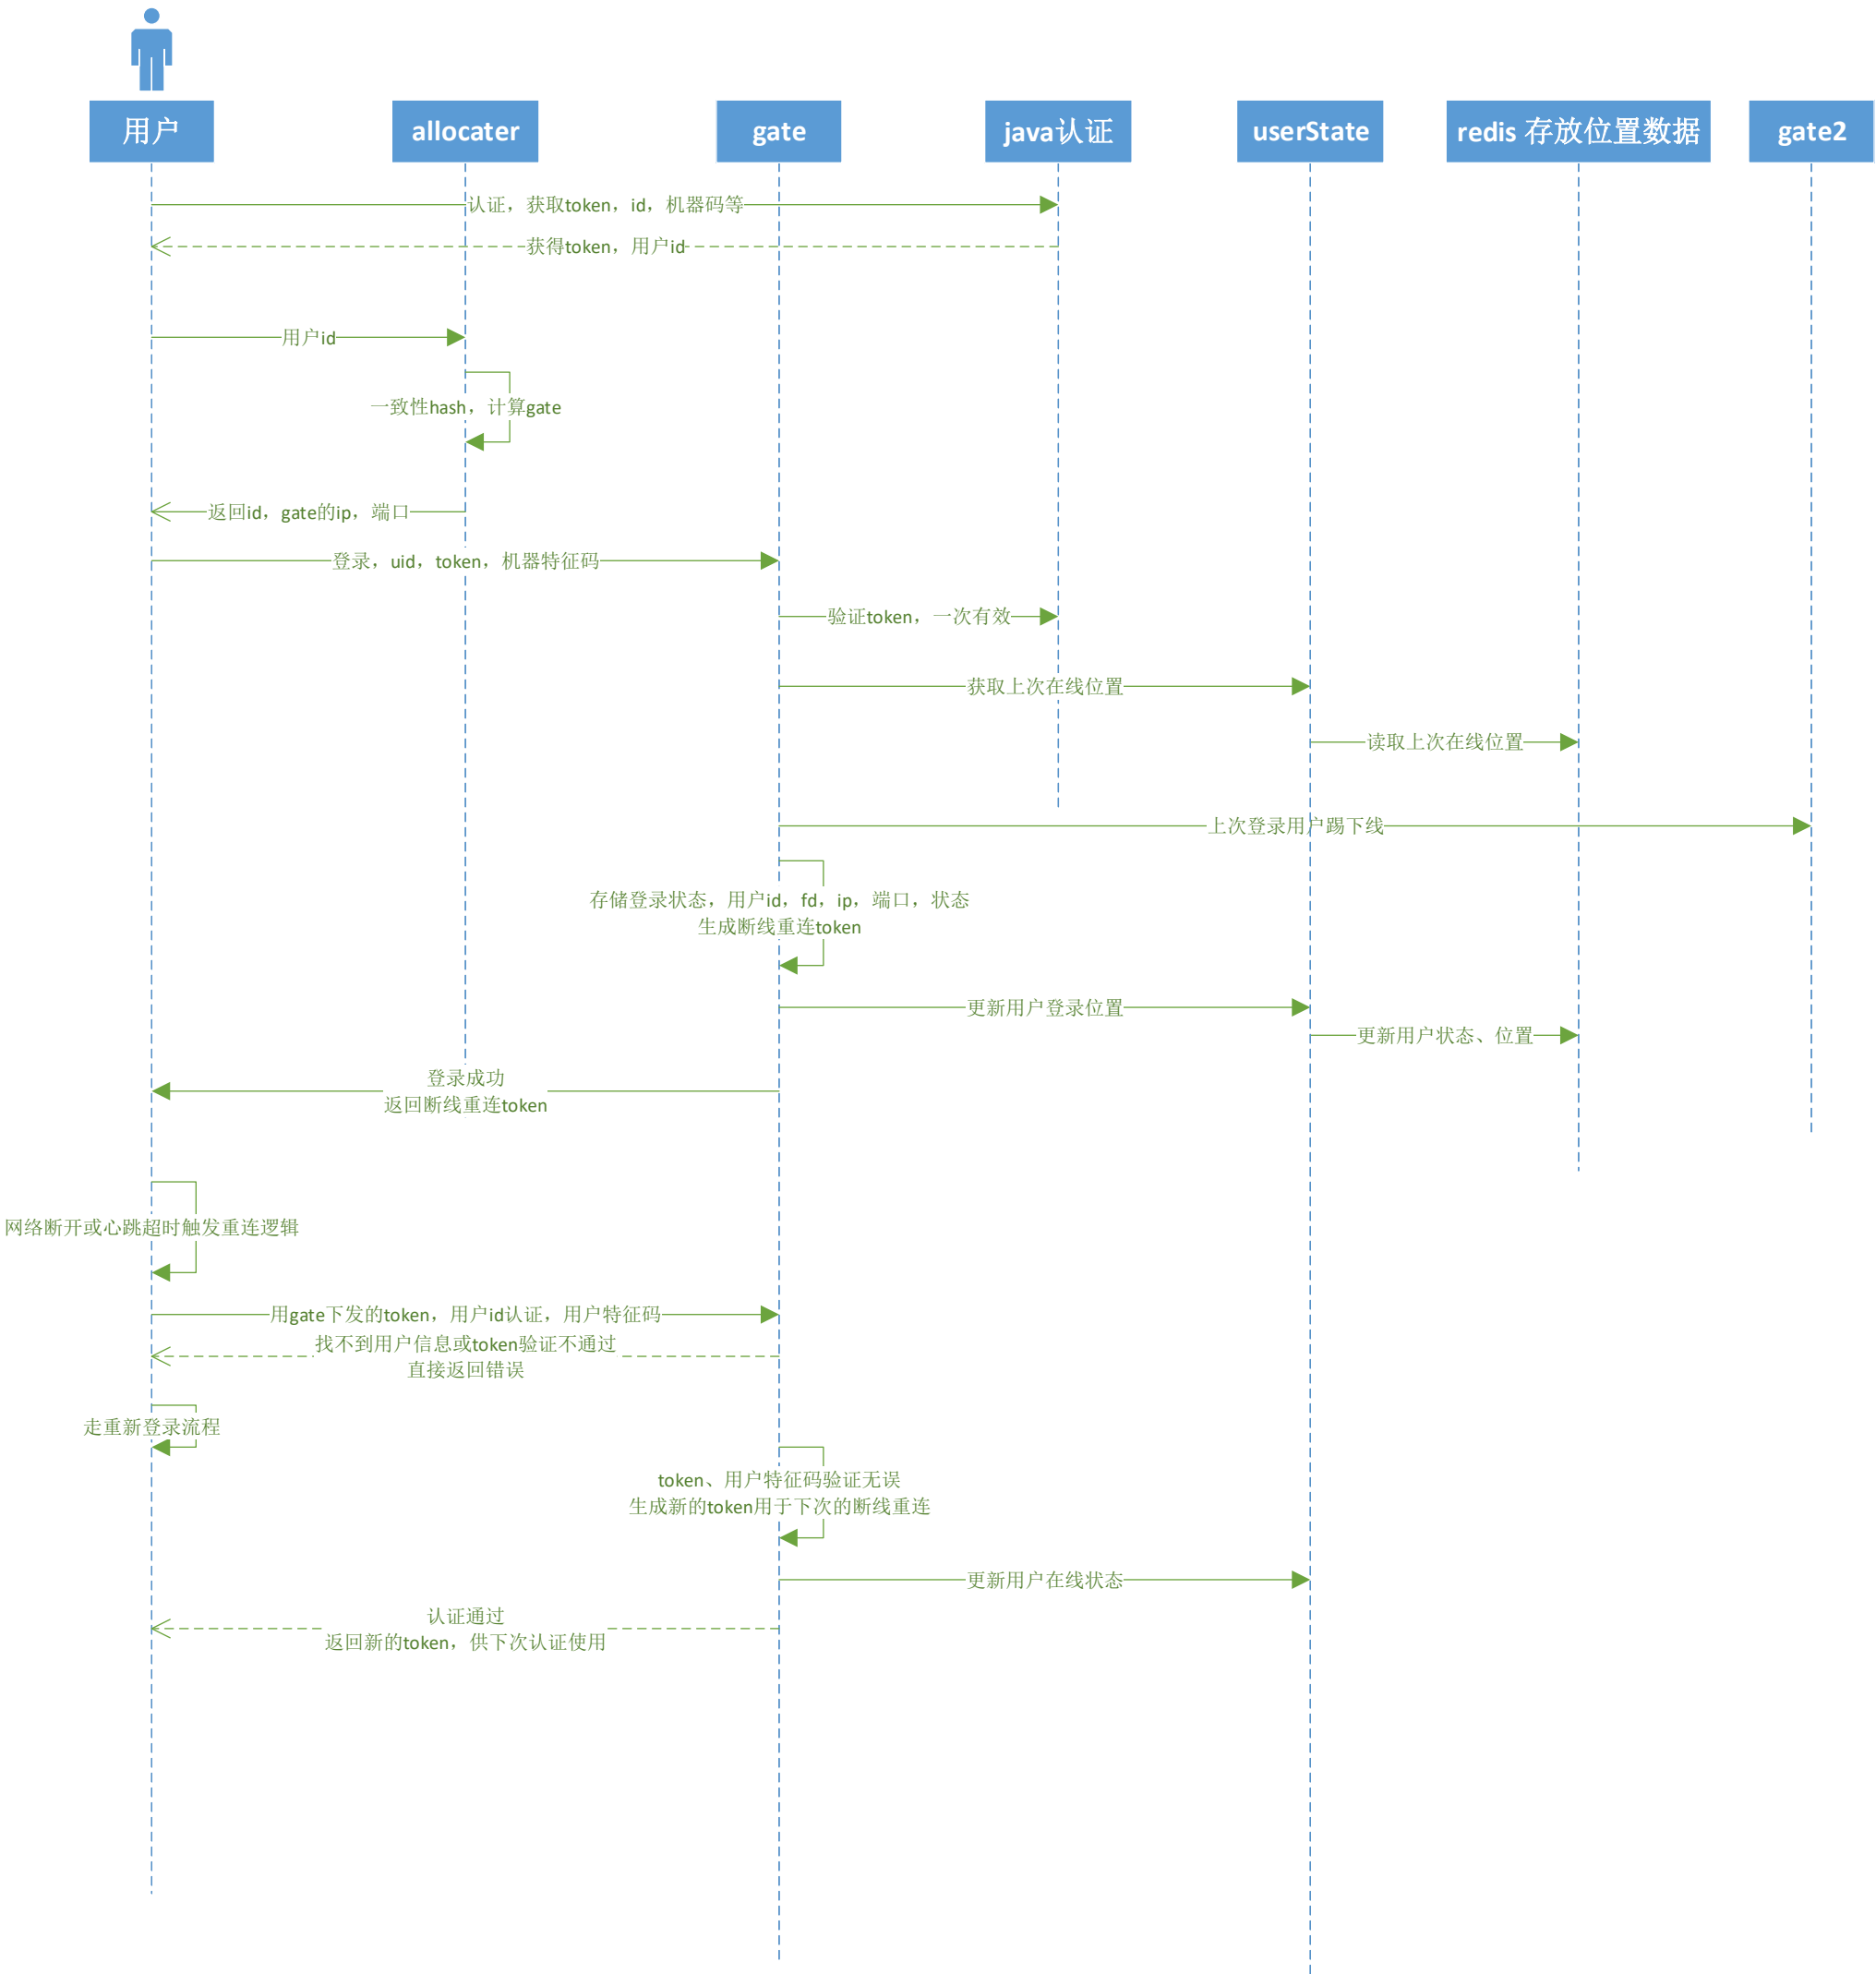 用户
allocater
gate
java认证
userState
redis 存放位置数据
gate2
认证，获取token，id，机器码等
获得token，用户id
用户id
一致性hash，计算gate
返回id，gate的ip，端口
登录，uid，token，机器特征码
验证token，一次有效
获取上次在线位置
读取上次在线位置
上次登录用户踢下线
存储登录状态，用户id，fd，ip，端口，状态
生成断线重连token
更新用户登录位置
更新用户状态、位置
登录成功
返回断线重连token
网络断开或心跳超时触发重连逻辑
用gate下发的token，用户id认证，用户特征码
找不到用户信息或token验证不通过
直接返回错误
走重新登录流程
token、用户特征码验证无误
生成新的token用于下次的断线重连
更新用户在线状态
认证通过
返回新的token，供下次认证使用